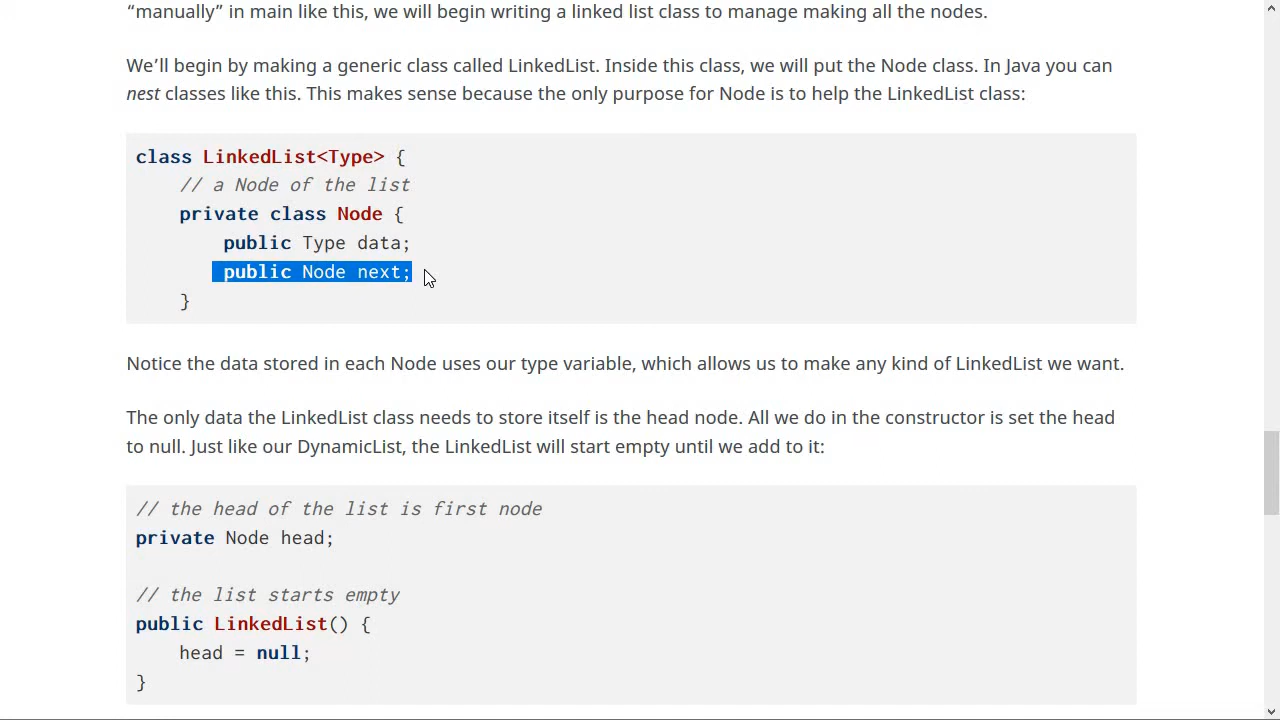 “manually” in main like this, we will begin writing a linked list class to manage making all the nodes.
We’ll begin by making a generic class called LinkedList. Inside this class, we will put the Node class. In Java you can
nest classes like this. This makes sense because the only purpose for Node is to help the LinkedList class:
class LinkedList<Type> {
    // a Node of the list
    private class Node {
        public Type data;
        public Node next;
    }
Notice the data stored in each Node uses our type variable, which allows us to make any kind of LinkedList we want.
The only data the LinkedList class needs to store itself is the head node. All we do in the constructor is set the head
to null. Just like our DynamicList, the LinkedList will start empty until we add to it:
// the head of the list is first node
private Node head;
// the list starts empty
public LinkedList() {
    head = null;
}